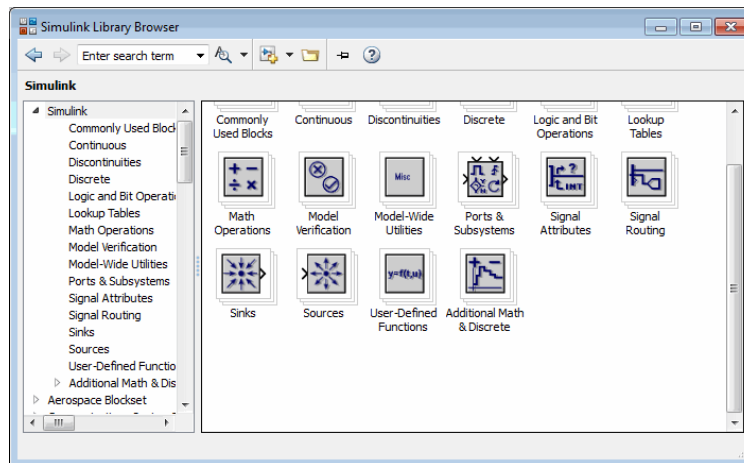 Simulink Library Browser
Enter search term
Simulink
Simulink
Commonly Used Block
Continuous
Discontinuities
Discrete
Logic and Bit Operati
Lookup Tables
Math Operations
Model Verification
Model-Wide Utilities
Ports & Subsystems
Signal Attributes
Signal Routing
Sinks
Sources
User-Defined Functio
Additional Math & Dis
Aerospace Blockset
Commonly Used Blocks
Continuous
Discontinuities
Discrete
Logic and Bit Operations
Lookup Tables
Math Operations
Model Verification
Misc
Model-Wide Utilities
Ports & Subsystems
Signal Attributes
Signal Routing
Sinks
Sources
y=f(t,u)
User-Defined Functions
Additional Math & Discrete